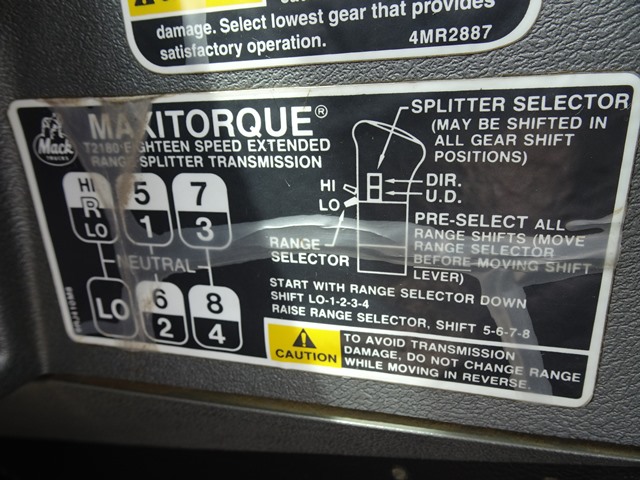 damage. Select lowest gear that provides
satisfactory operation. 4MR2887
Mack
TRUCKS
MAXITORQUE®
T2180 EIGHTEEN SPEED EXTENDED
RANGE SPLITTER TRANSMISSION
HI
R
LO
5
1
7
3
NEUTRAL
LO
6
2
8
4
SPLITTER SELECTOR
(MAY BE SHIFTED IN
ALL GEAR SHIFT
POSITIONS)
HI
LO
DIR.
U.D.
RANGE
SELECTOR
PRE-SELECT ALL
RANGE SHIFTS (MOVE
RANGE SELECTOR
BEFORE MOVING SHIFT
LEVER)
START WITH RANGE SELECTOR DOWN
SHIFT LO-1-2-3-4
RAISE RANGE SELECTOR, SHIFT 5-6-7-8
CAUTION
TO AVOID TRANSMISSION
DAMAGE, DO NOT CHANGE RANGE
WHILE MOVING IN REVERSE.